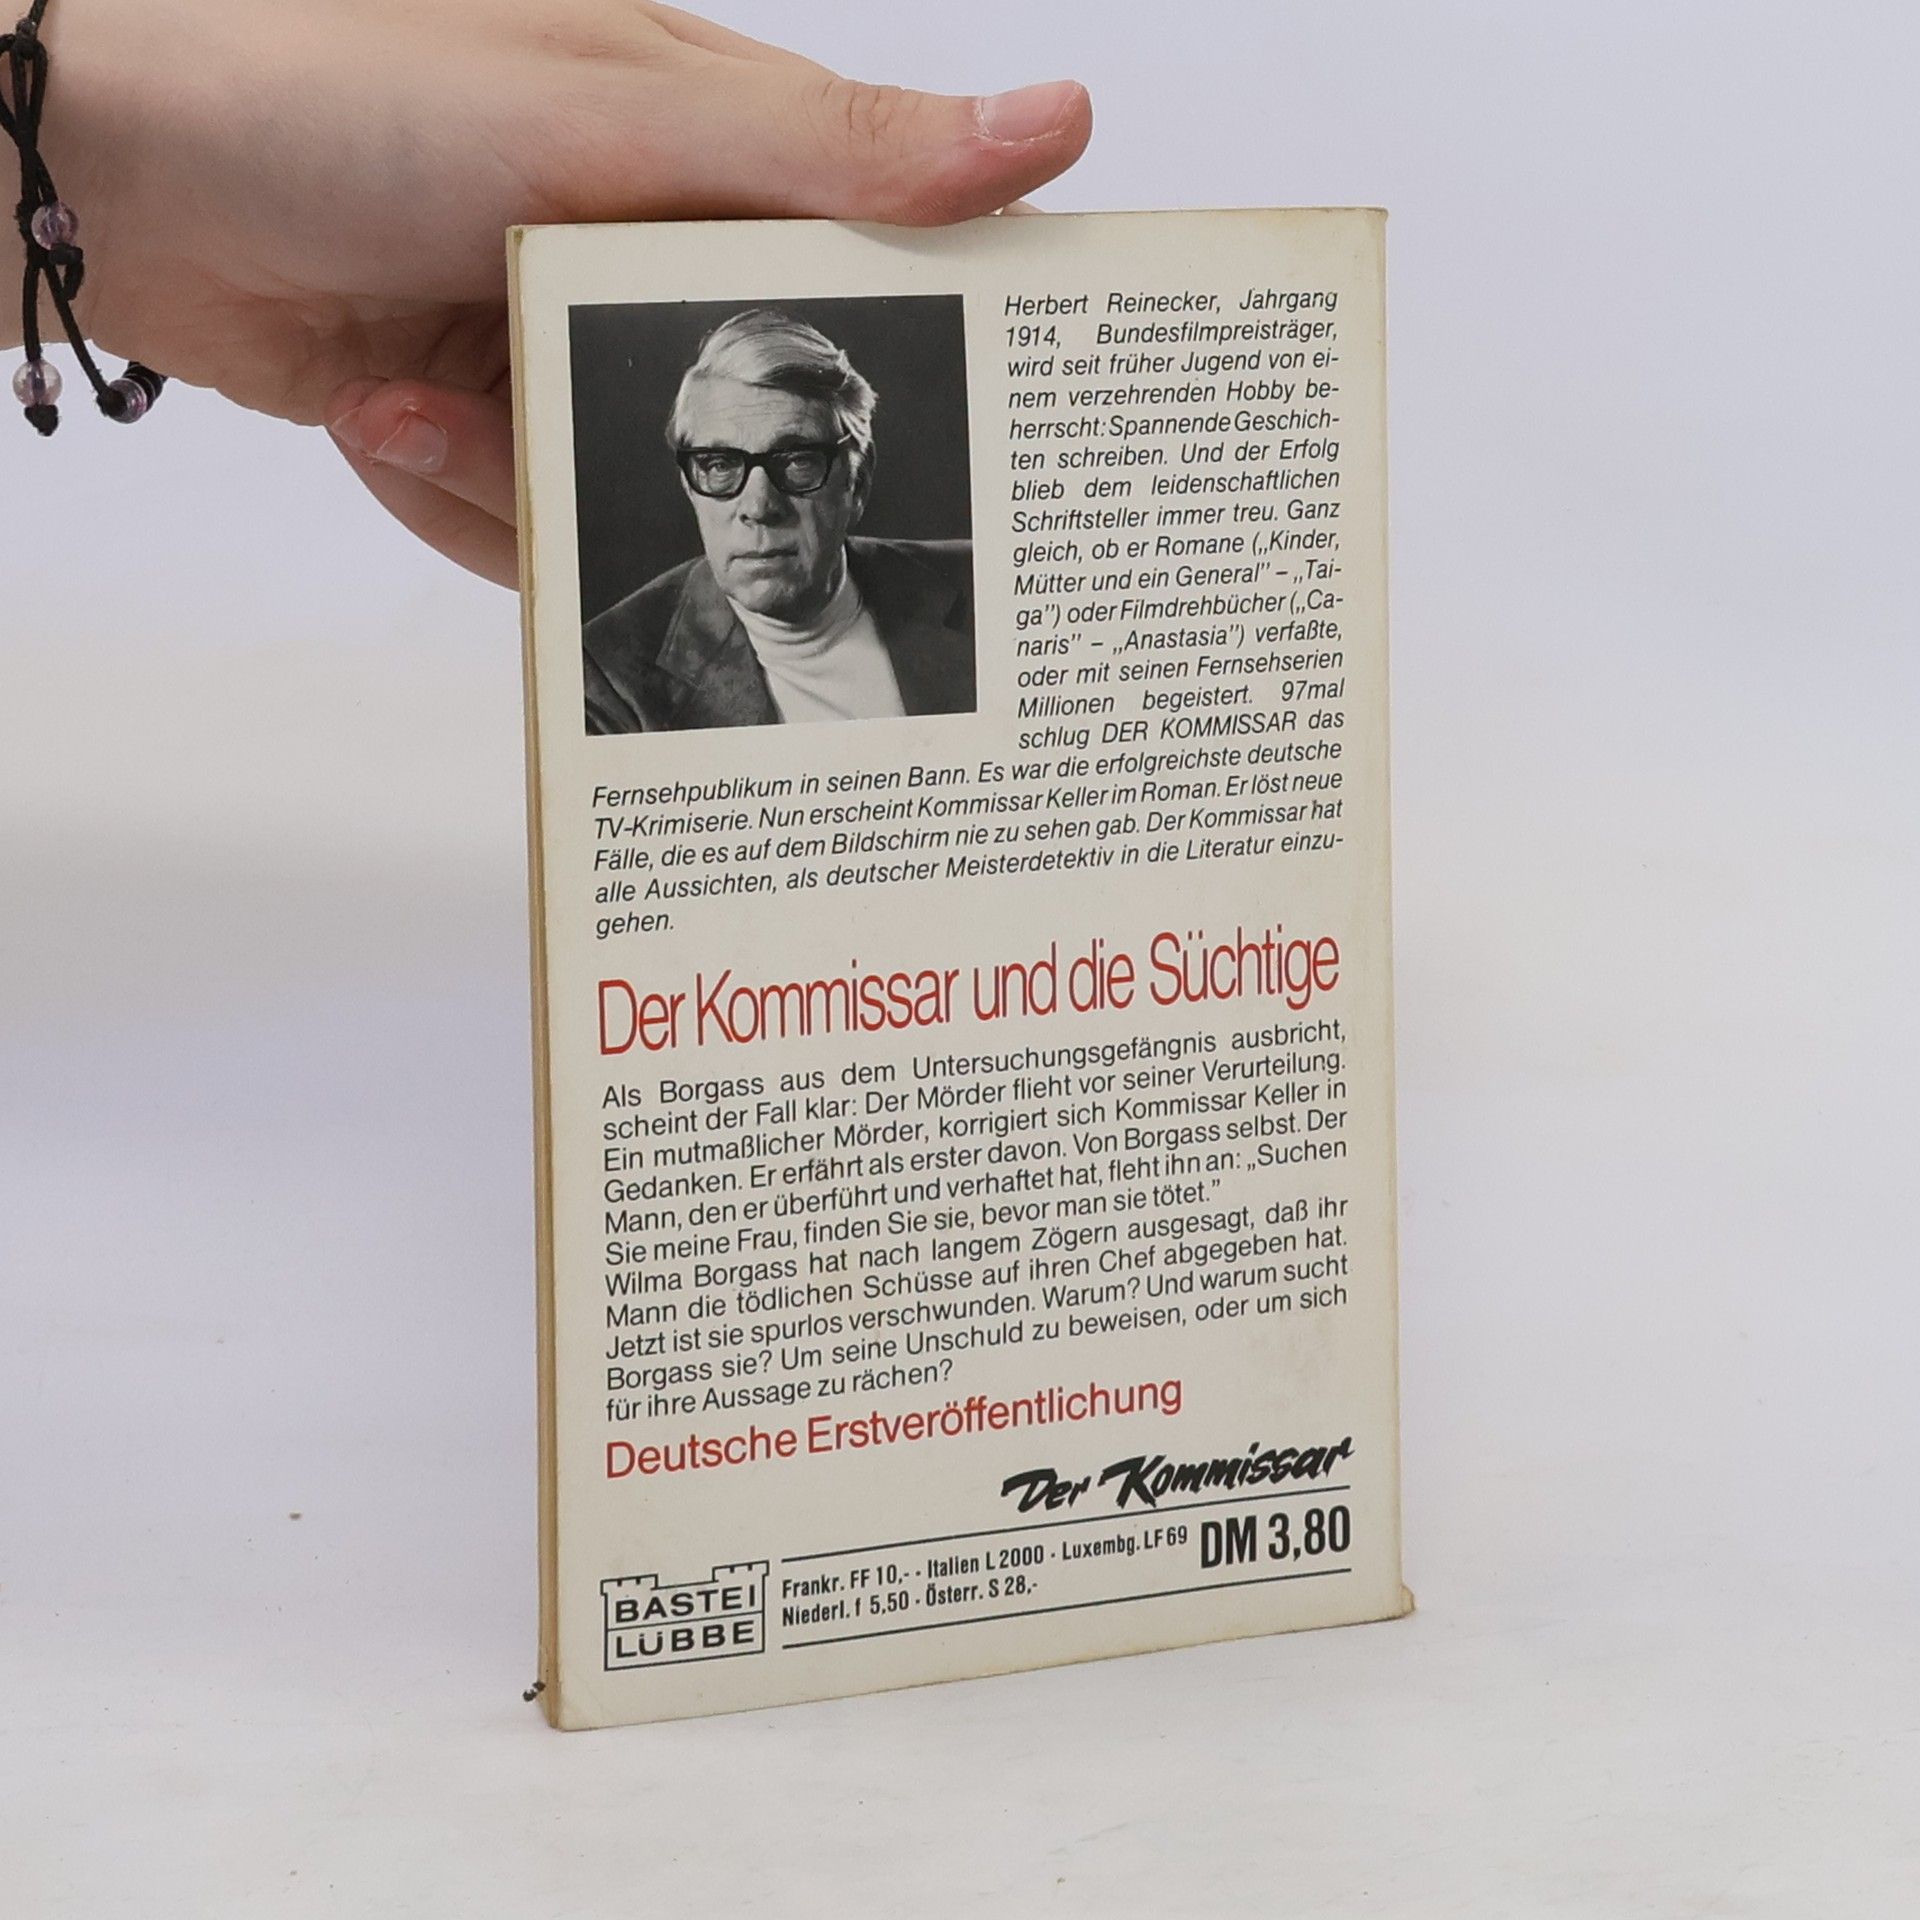 Herbert Reinecker, Jahrgang
1914, Bundesfilmpreisträger,
wird seit früher Jugend von ei-
nem verzehrenden Hobby be-
herrscht: Spannende Geschich-
ten schreiben. Und der Erfolg
blieb dem leidenschaftlichen
Schriftsteller immer treu. Ganz
gleich, ob er Romane („Kinder,
Mütter und ein General" – „Tai-
ga") oder Filmdrehbücher („Ca-
naris" – „Anastasia") verfaßte,
oder mit seinen Fernsehserien
Millionen begeistert. 97mal
schlug DER KOMMISSAR das
Fernsehpublikum in seinen Bann. Es war die erfolgreichste deutsche
TV-Krimiserie. Nun erscheint Kommissar Keller im Roman. Er löst neue
Fälle, die es auf dem Bildschirm nie zu sehen gab. Der Kommissar hat
alle Aussichten, als deutscher Meisterdetektiv in die Literatur einzu-
gehen.
Der Kommissar und die Süchtige
Als Borgass aus dem Untersuchungsgefängnis ausbricht,
scheint der Fall klar: Der Mörder flieht vor seiner Verurteilung.
Ein mutmaßlicher Mörder, korrigiert sich Kommissar Keller in
Gedanken. Er erfährt als erster davon. Von Borgass selbst. Der
Mann, den er überführt und verhaftet hat, fleht ihn an: „Suchen
Sie meine Frau, finden Sie sie, bevor man sie tötet."
Wilma Borgass hat nach langem Zögern ausgesagt, daß ihr
Mann die tödlichen Schüsse auf ihren Chef abgegeben hat.
Jetzt ist sie spurlos verschwunden. Warum? Und warum sucht
Borgass sie? Um seine Unschuld zu beweisen, oder um sich
für ihre Aussage zu rächen?
Deutsche Erstveröffentlichung
Der Kommissar
BASTEI
LÜBBE
Frankr. FF 10,- · Italien L 2000 · Luxembg. LF 69
Niederl. f 5,50 · Österr. S 28,-
DM 3,80